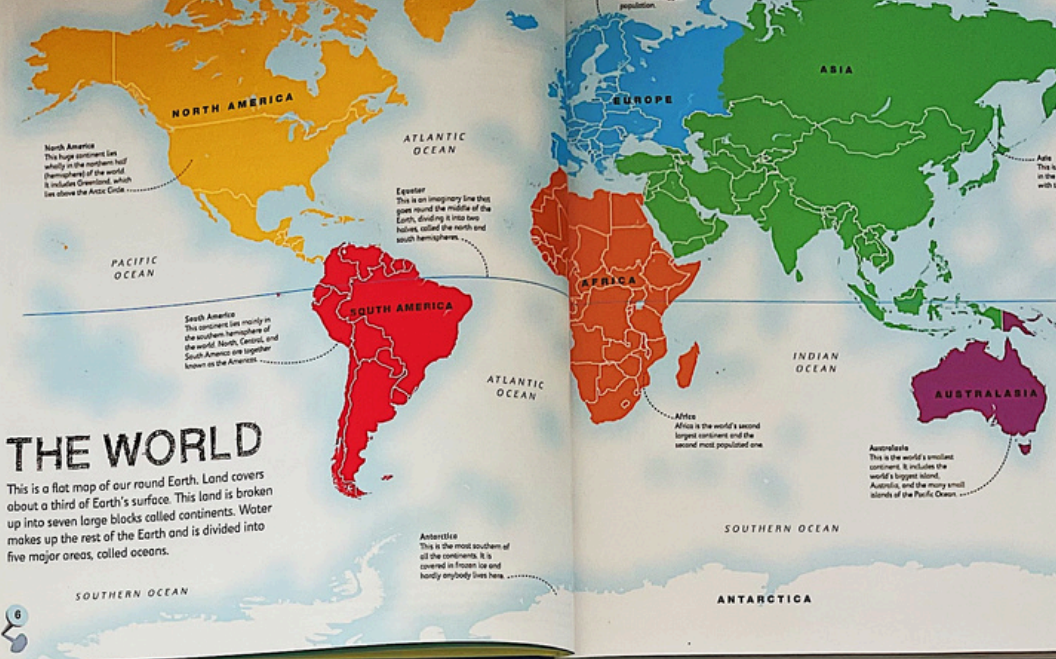 population.
ASIA
EUROPE
NORTH AMERICA
ATLANTIC
OCEAN
North America
This huge continent lies
wholly in the northern half
(hemisphere) of the world.
It includes Greenland, which
lies above the Arctic Circle.
Asia
This is
in the
with
Equator
This is an imaginary line that
goes round the middle of the
Earth, dividing it into two
halves, called the north and
south hemispheres.
PACIFIC
OCEAN
AFRICA
SOUTH AMERICA
South America
This continent lies mainly in
the southern hemisphere of
the world. North, Central, and
South America are together
known as the Americas.
INDIAN
OCEAN
ATLANTIC
OCEAN
AUSTRALASIA
Africa
Africa is the world's second
largest continent and the
second most populated one.
THE WORLD
This is a flat map of our round Earth. Land covers
about a third of Earth's surface. This land is broken
up into seven large blocks called continents. Water
makes up the rest of the Earth and is divided into
five major areas, called oceans.
Australasia
This is the world's smallest
continent. It includes the
world's biggest island,
Australia, and the many small
islands of the Pacific Ocean.
SOUTHERN OCEAN
Antarctica
This is the most southern of
all the continents. It is
covered in frozen ice and
hardly anybody lives here.
SOUTHERN OCEAN
ANTARCTICA
6